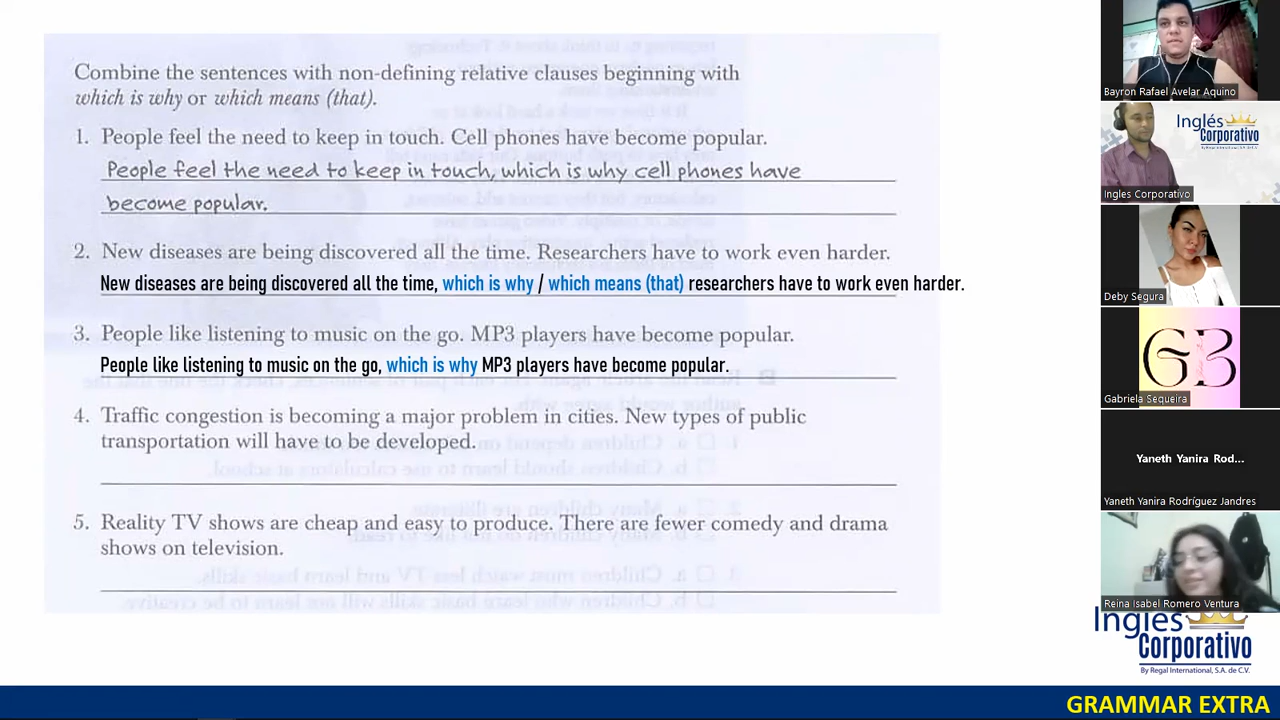 Combine the sentences with non-defining relative clauses beginning with
which is why or which means (that).
1. People feel the need to keep in touch. Cell phones have become popular.
People feel the need to keep in touch, which is why cell phones have
become popular.
2. New diseases are being discovered all the time. Researchers have to work even harder.
New diseases are being discovered all the time, which is why / which means (that) researchers have to work even harder.
3. People like listening to music on the go. MP3 players have become popular.
People like listening to music on the go, which is why MP3 players have become popular.
4. Traffic congestion is becoming a major problem in cities. New types of public
transportation will have to be developed.
5. Reality TV shows are cheap and easy to produce. There are fewer comedy and drama
shows on television.
Bayron Rafael Avelar Aquino
Inglés
Corporativo
By Regal International, S.A. de C.V.
Ingles Corporativo
Deby Segura
GB
Gabriela Sequeira
Yaneth Yanira Rod...
Yaneth Yanira Rodríguez Jandres
Reina Isabel Romero Ventura
Inglés
Corporativo
By Regal International, S.A. de C.V.
GRAMMAR EXTRA